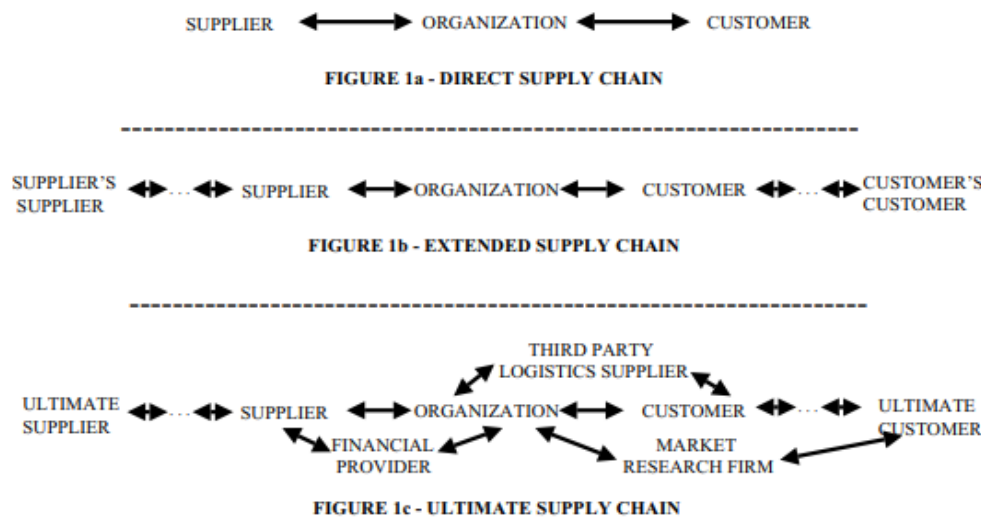 SUPPLIER ORGANIZATION CUSTOMER
FIGURE 1a - DIRECT SUPPLY CHAIN
SUPPLIER'S SUPPLIER ... SUPPLIER ORGANIZATION CUSTOMER ... CUSTOMER'S CUSTOMER
FIGURE 1b - EXTENDED SUPPLY CHAIN
THIRD PARTY
LOGISTICS SUPPLIER
ULTIMATE SUPPLIER ... SUPPLIER ORGANIZATION CUSTOMER ... ULTIMATE CUSTOMER
FINANCIAL PROVIDER
MARKET RESEARCH FIRM
FIGURE 1c - ULTIMATE SUPPLY CHAIN